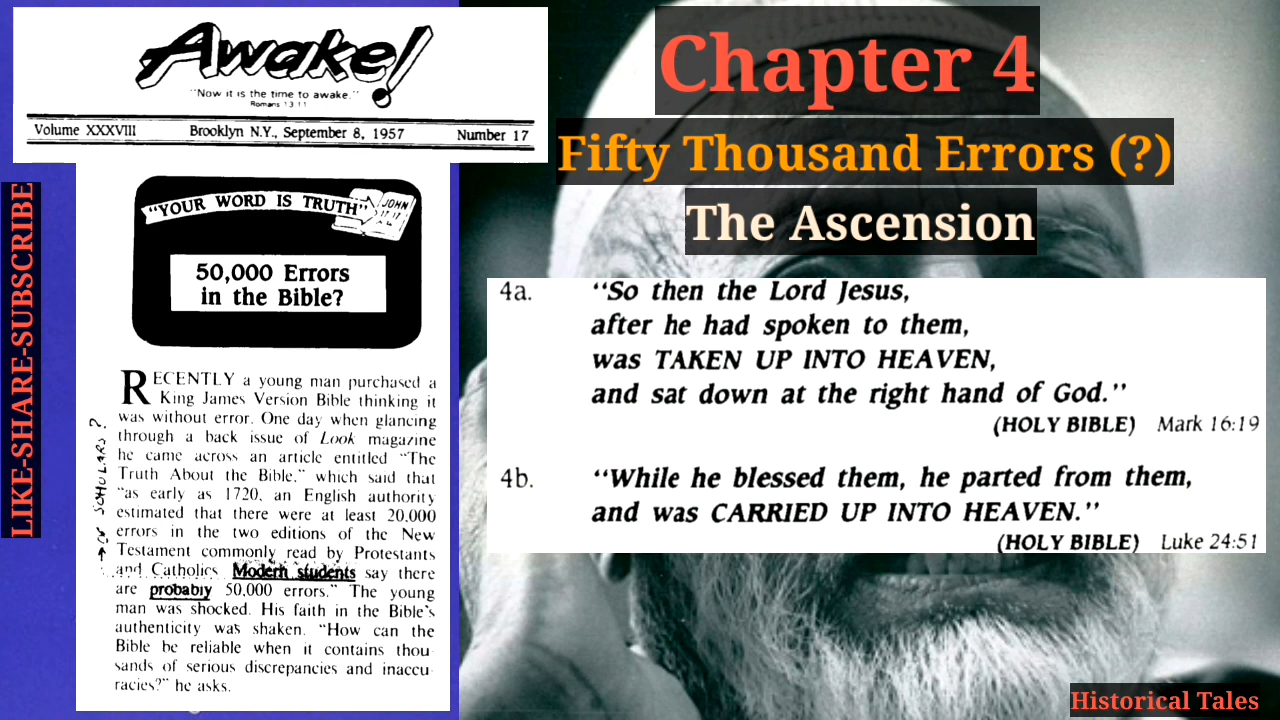 Awake!
"Now it is the time to awake."
Romans 13:11
Volume XXXVIII Brooklyn N.Y., September 8, 1957 Number 17
"YOUR WORD IS TRUTH"
JOHN
17:17
50,000 Errors
in the Bible?
RECENTLY a young man purchased a
King James Version Bible thinking it
was without error. One day when glancing
through a back issue of Look magazine
he came across an article entitled "The
Truth About the Bible," which said that
"as early as 1720, an English authority
estimated that there were at least 20,000
errors in the two editions of the New
Testament commonly read by Protestants
and Catholics. Modern students say there
are probably 50,000 errors." The young
man was shocked. His faith in the Bible's
authenticity was shaken. "How can the
Bible be reliable when it contains thou-
sands of serious discrepancies and inaccu-
racies?" he asks.
SCHOLARS?
LIKE-SHARE-SUBSCRIBE
Chapter 4
Fifty Thousand Errors (?)
The Ascension
4a. "So then the Lord Jesus,
after he had spoken to them,
was TAKEN UP INTO HEAVEN,
and sat down at the right hand of God."
(HOLY BIBLE) Mark 16:19
4b. "While he blessed them, he parted from them,
and was CARRIED UP INTO HEAVEN."
(HOLY BIBLE) Luke 24:51
Historical Tales